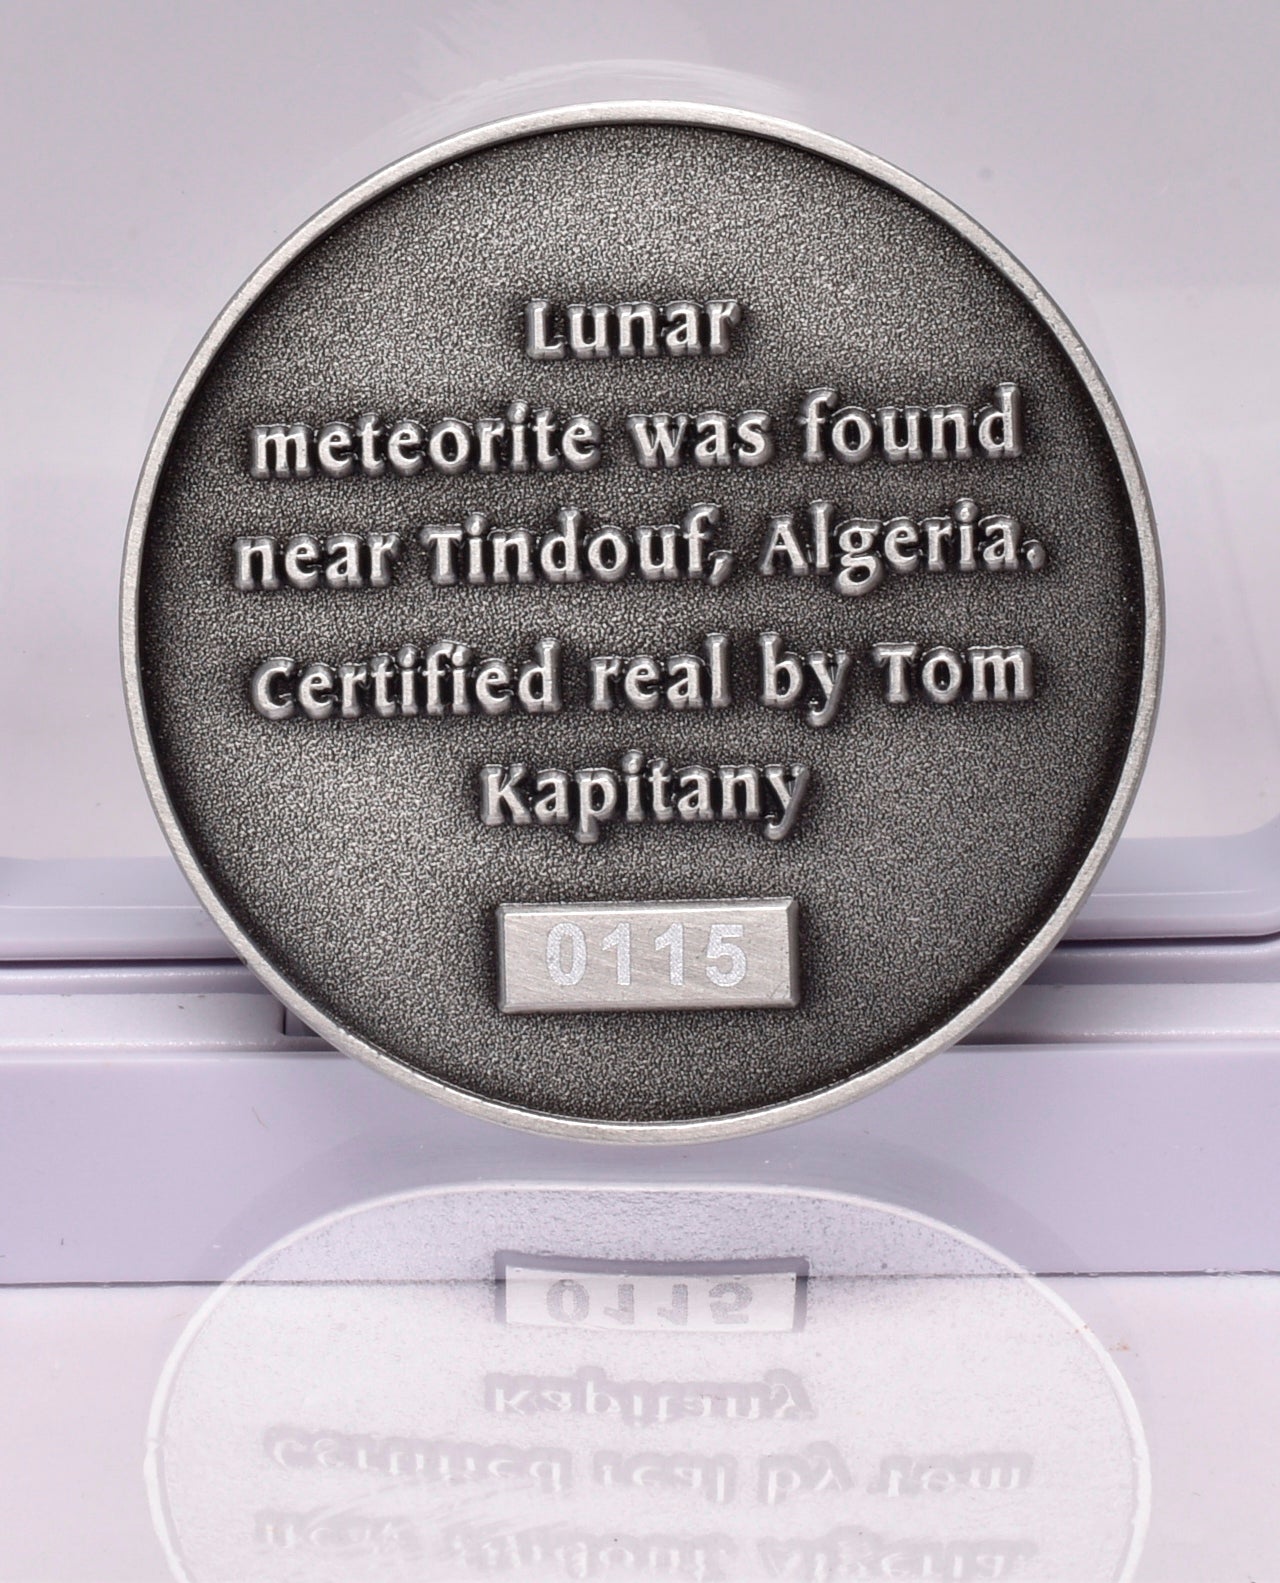 Lunar
meteorite was found
near Tindouf, Algeria.
Certified real by Tom
Kapitany
0115